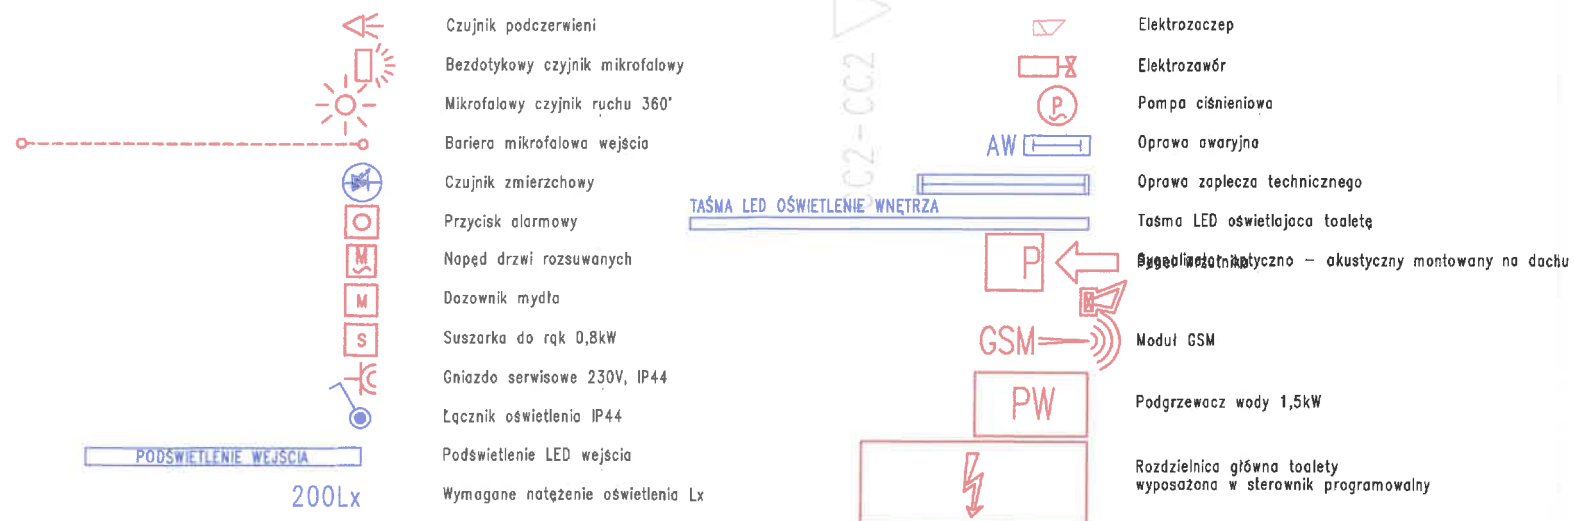 Czujnik podczerwieni
Bezdotykowy czyjnik mikrofalowy
Mikrofalowy czyjnik ruchu 360°
Bariera mikrofalowa wejścia
Czujnik zmierzchowy
O Przycisk alarmowy
M Napęd drzwi rozsuwanych
M Dozownik mydła
S Suszarka do rąk 0,8kW
Gniazdo serwisowe 230V, IP44
Łącznik oświetlenia IP44
PODŚWIETLENIE WEJŚCIA Podświetlenie LED wejścia
200Lx Wymagane natężenie oświetlenia Lx
CC2-CC2
Elektrozaczep
Elektrozawór
P Pompa ciśnieniowa
AW Oprawa awaryjna
Oprawa zaplecza technicznego
TAŚMA LED OŚWIETLENIE WNĘTRZA
Taśma LED oświetlajaca toaletę
P optyczno – akustyczny montowany na dachu
GSM Moduł GSM
PW Podgrzewacz wody 1,5kW
Rozdzielnica główna toalety
wyposażona w sterownik programowalny